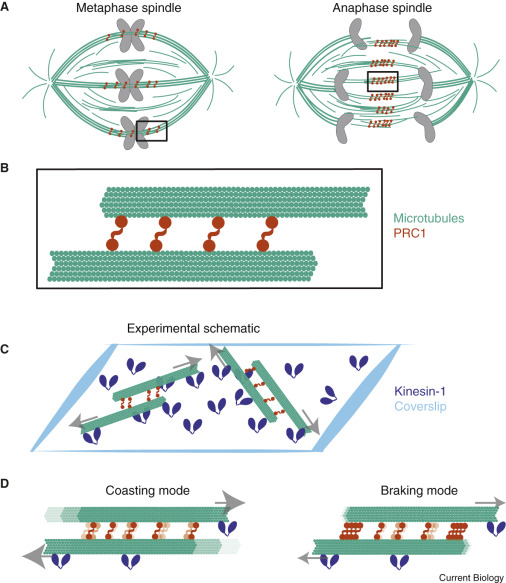 A
Metaphase spindle
Anaphase spindle
B
Microtubules
PRC1
Experimental schematic
C
Kinesin-1
Coverslip
D
Coasting mode
Braking mode
Current Biology